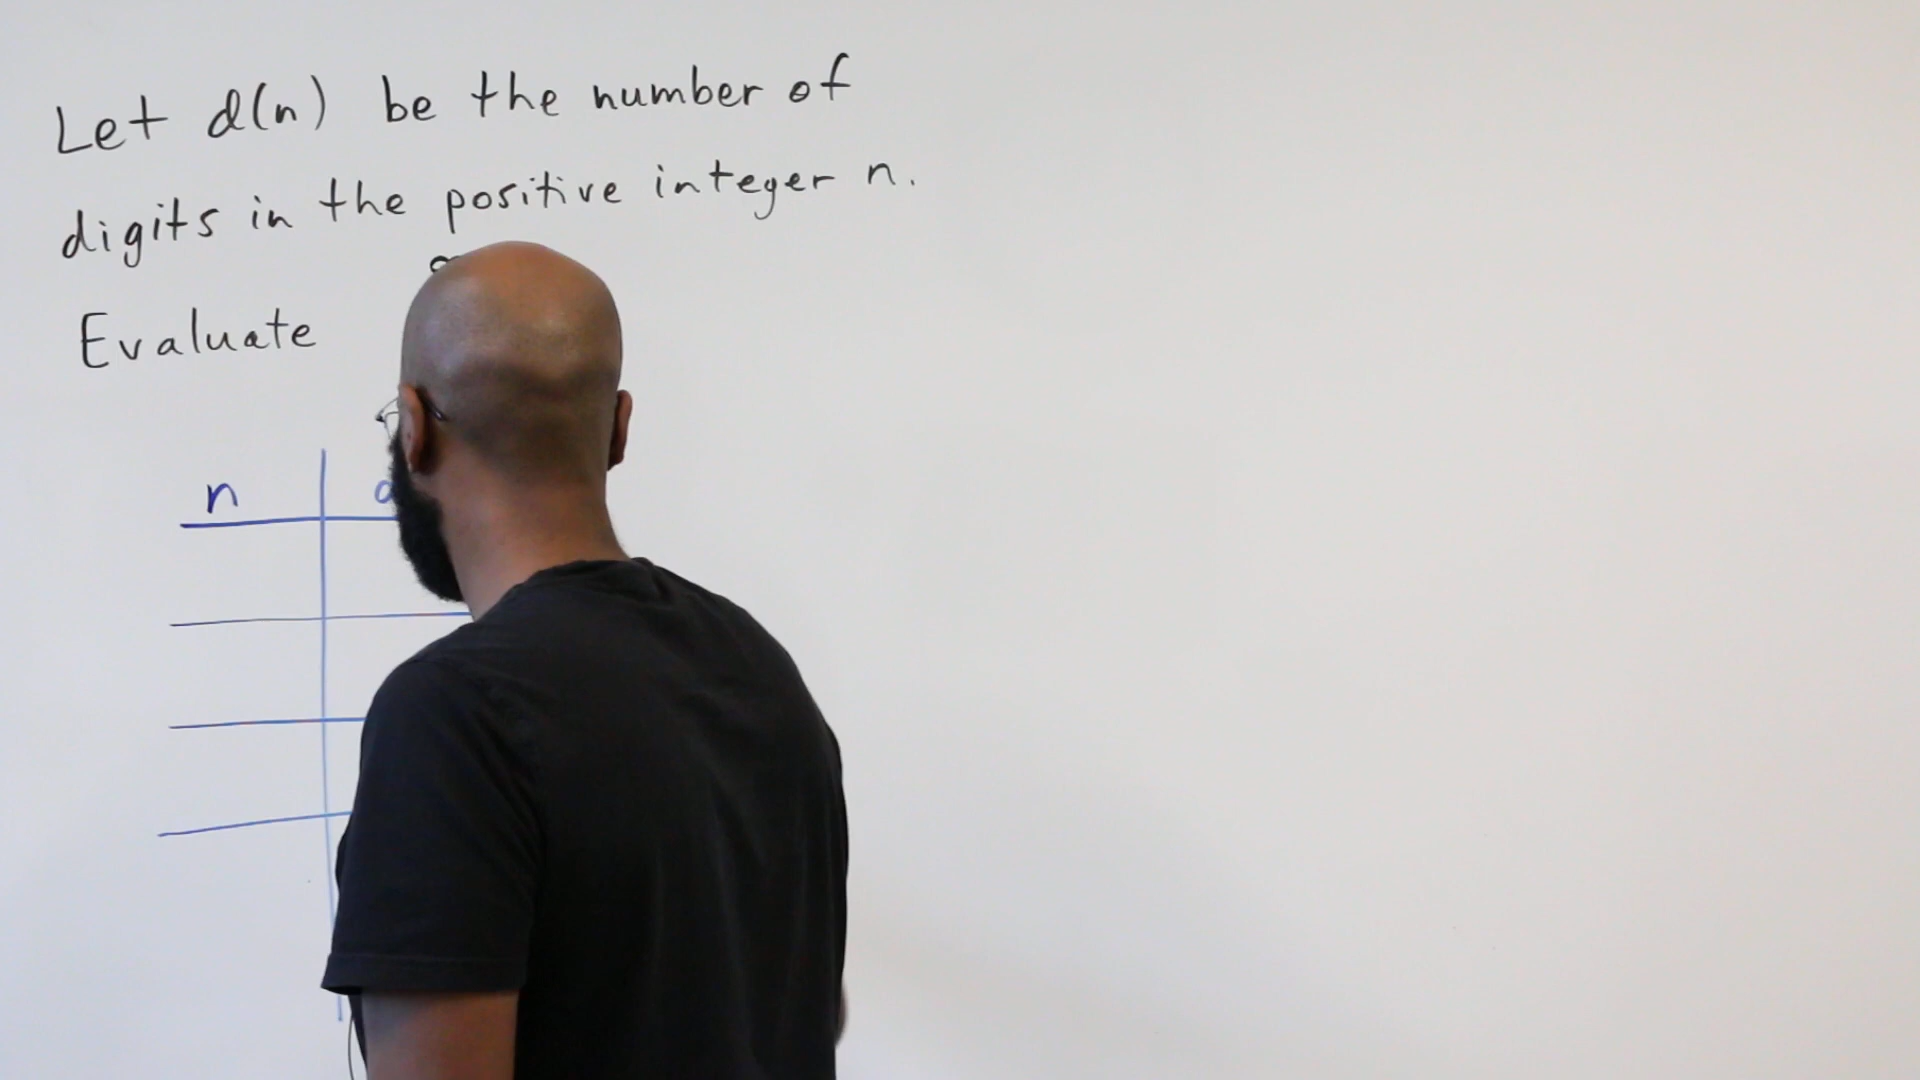 Let d(n) be the number of
digits in the positive integer n.
Evaluate
n